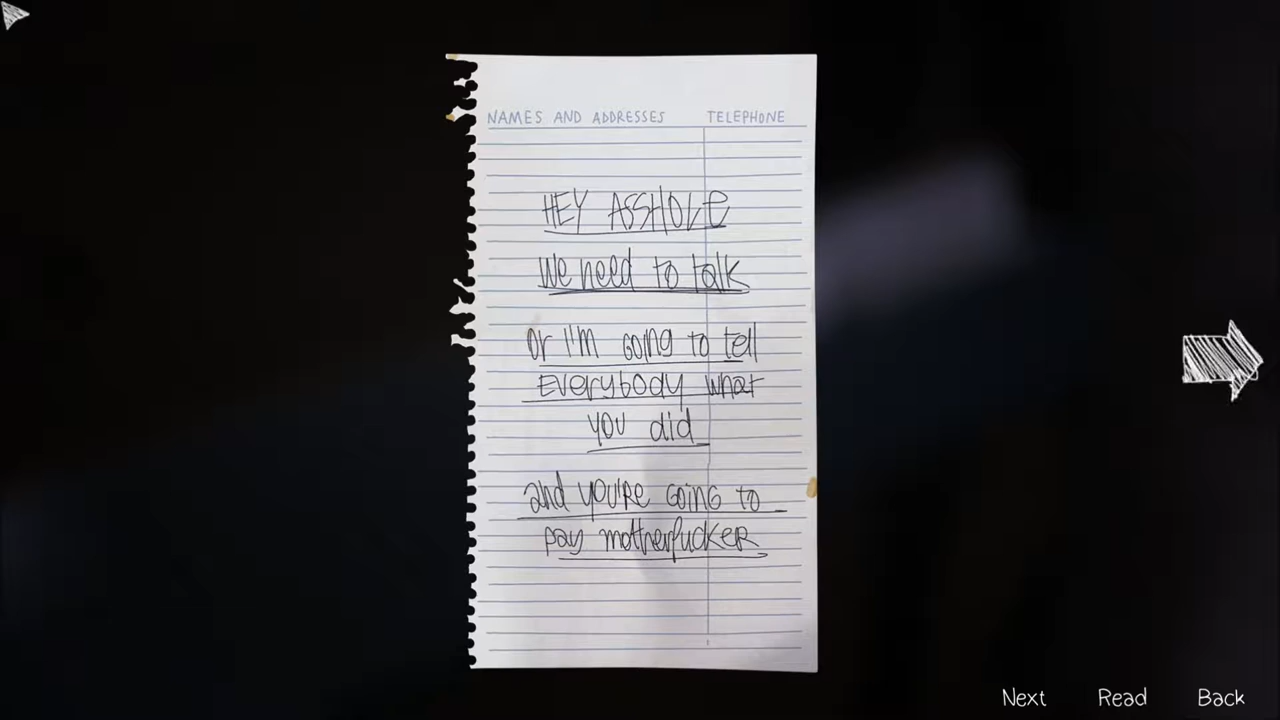 NAMES AND ADDRESSES TELEPHONE
HEY ASSHOLE
We need to talk
Or I'm going to tell
Everybody what
you did
and you're going to
pay motherfucker
Next Read Back